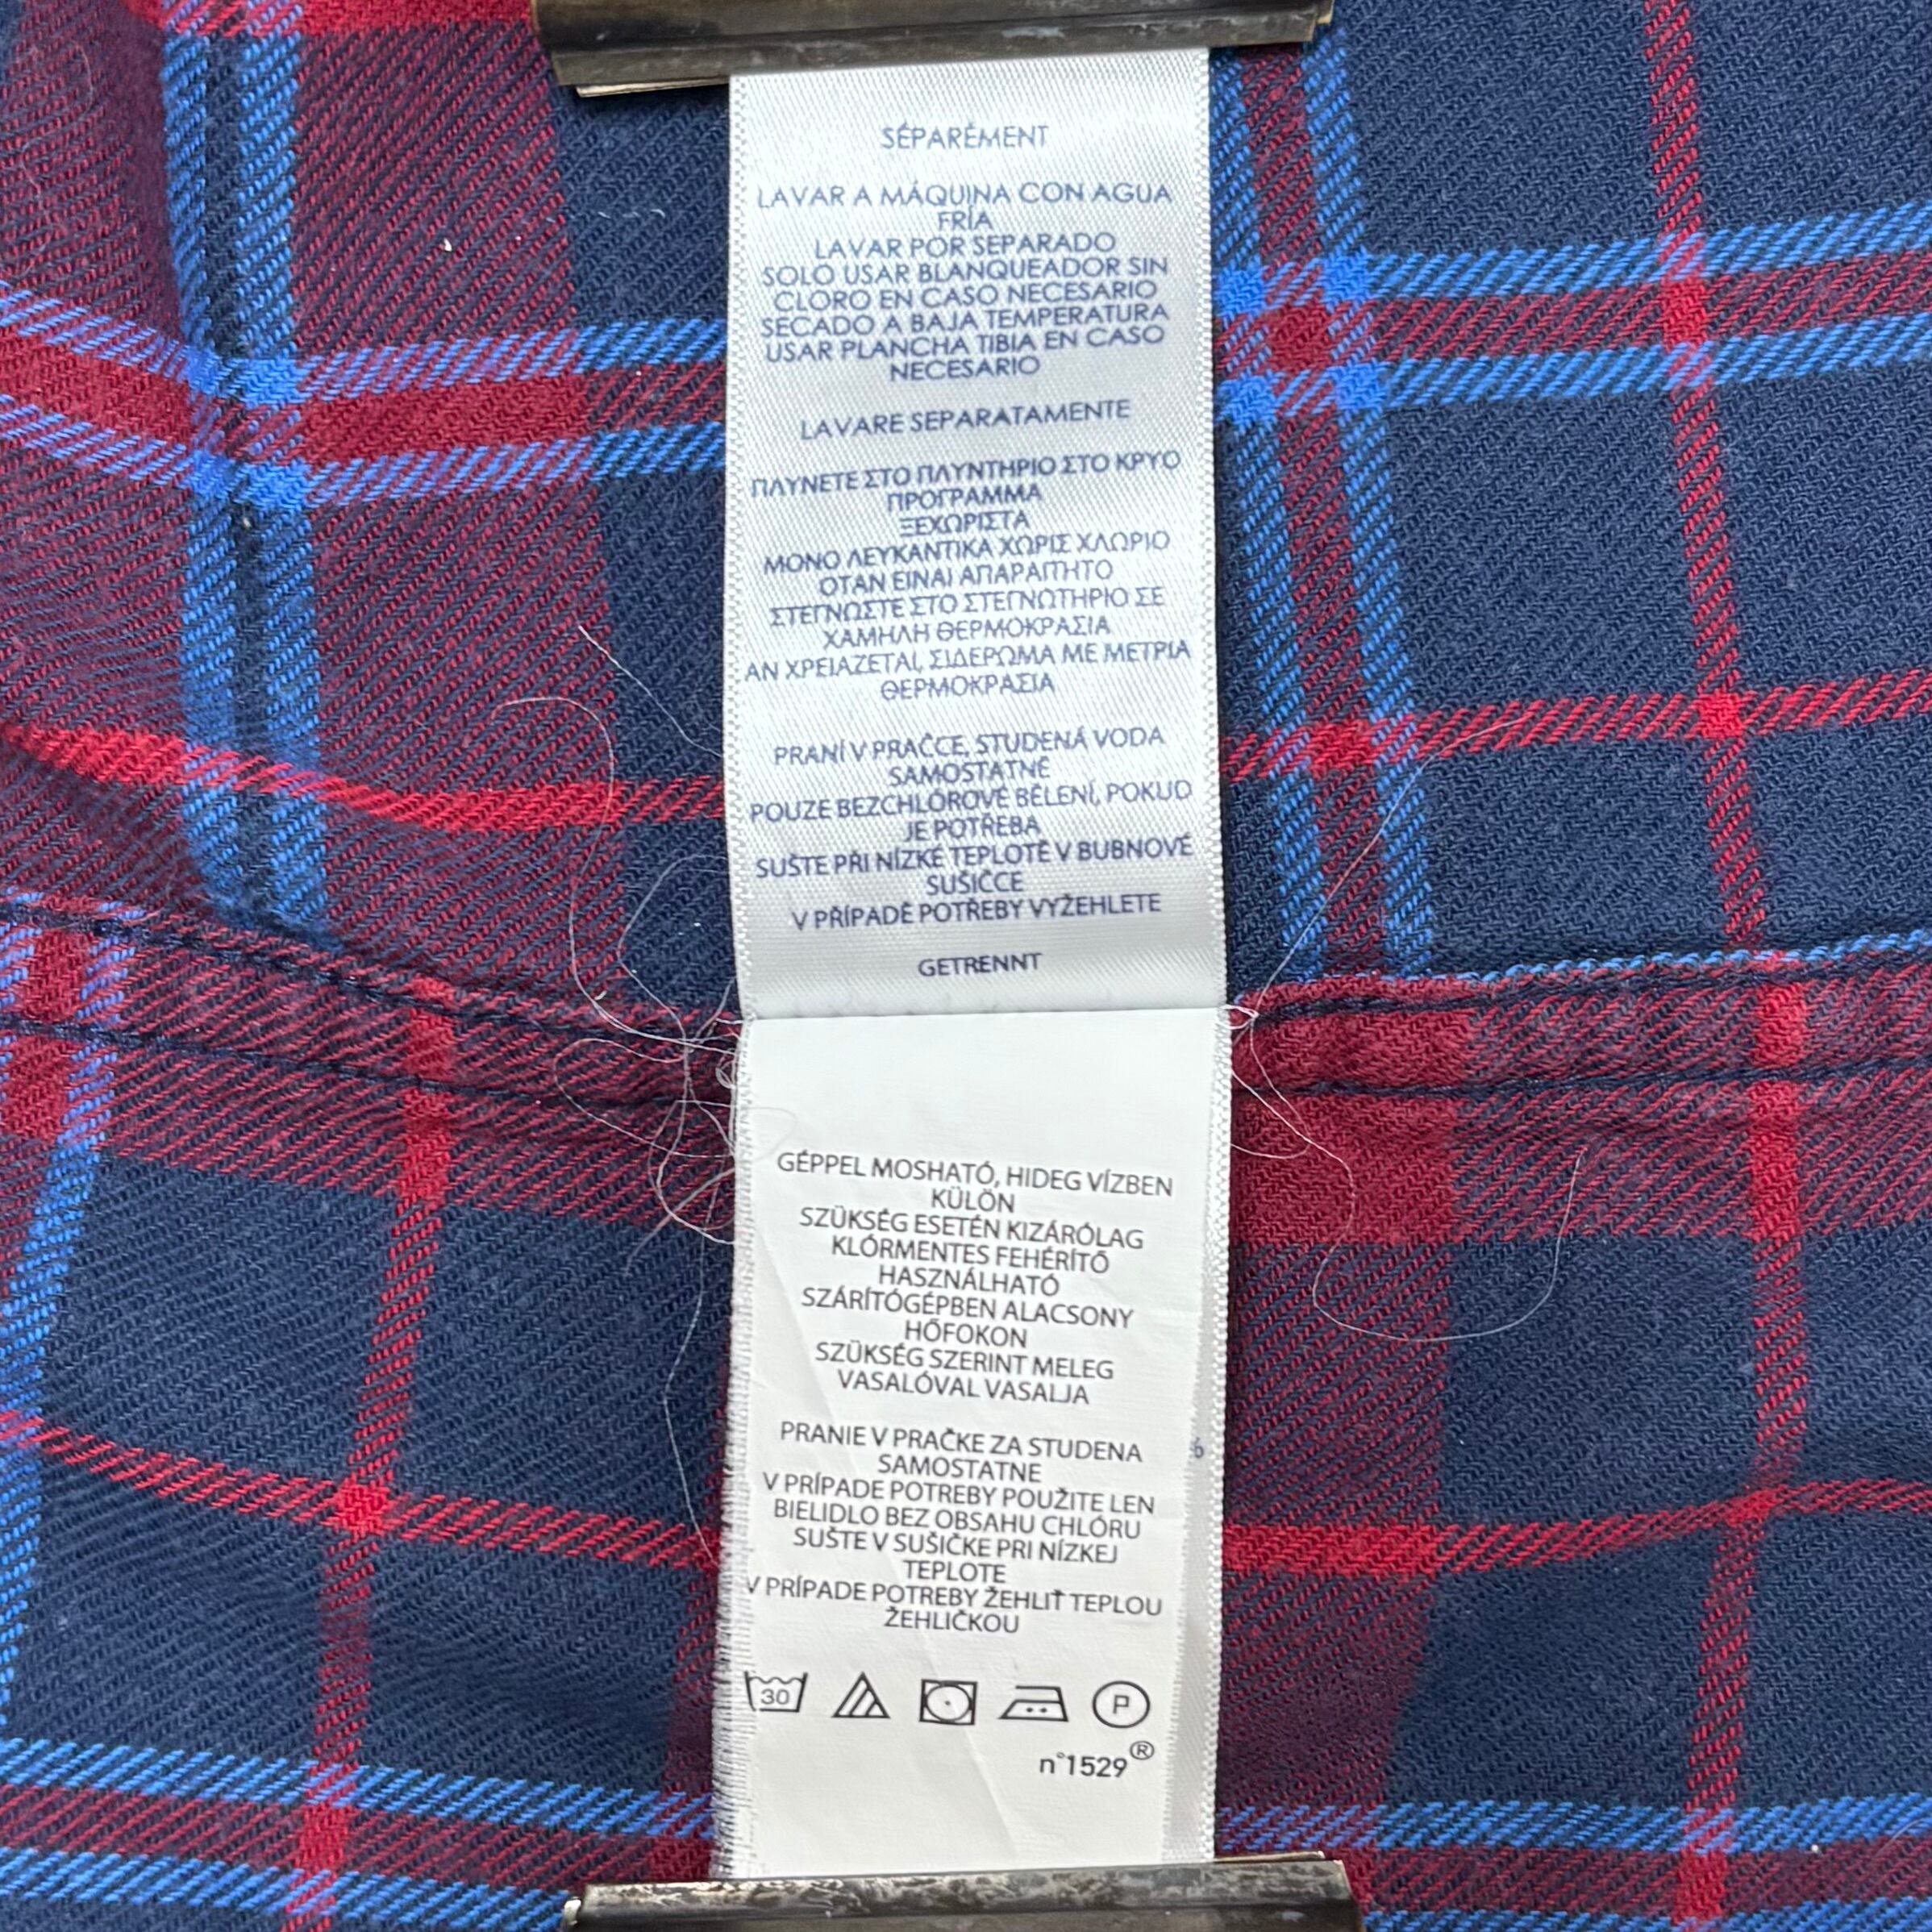 SÉPARÉMENT
LAVAR A MÁQUINA CON AGUA
FRÍA
LAVAR POR SEPARADO
SOLO USAR BLANQUEADOR SIN
CLORO EN CASO NECESARIO
SECADO A BAJA TEMPERATURA
USAR PLANCHA TIBIA EN CASO
NECESARIO
LAVARE SEPARATAMENTE
ΠΛΥΝΕΤΕ ΣΤΟ ΠΛΥΝΤΗΡΙΟ ΣΤΟ ΚΡΥΟ
ΠΡΟΓΡΑΜΜΑ
ΞΕΧΩΡΙΣΤΑ
ΜΟΝΟ ΛΕΥΚΑΝΤΙΚΑ ΧΩΡΙΣ ΧΛΩΡΙΟ
ΟΤΑΝ ΕΙΝΑΙ ΑΠΑΡΑΙΤΗΤΟ
ΣΤΕΓΝΩΣΤΕ ΣΤΟ ΣΤΕΓΝΩΤΗΡΙΟ ΣΕ
ΧΑΜΗΛΗ ΘΕΡΜΟΚΡΑΣΙΑ
ΑΝ ΧΡΕΙΑΖΕΤΑΙ, ΣΙΔΕΡΩΜΑ ΜΕ ΜΕΤΡΙΑ
ΘΕΡΜΟΚΡΑΣΙΑ
PRANÍ V PRAČCE, STUDENÁ VODA
SAMOSTATNĚ
POUZE BEZCHLÓROVÉ BĚLENÍ, POKUD
JE POTŘEBA
SUŠTE PŘI NÍZKÉ TEPLOTĚ V BUBNOVÉ
SUŠIČCE
V PŘÍPADĚ POTŘEBY VYŽEHLETE
GETRENNT
GÉPPEL MOSHATÓ, HIDEG VÍZBEN
KÜLÖN
SZÜKSÉG ESETÉN KIZÁRÓLAG
KLÓRMENTES FEHÉRÍTŐ
HASZNÁLHATÓ
SZÁRÍTÓGÉPBEN ALACSONY
HŐFOKON
SZÜKSÉG SZERINT MELEG
VASALÓVAL VASALJA
PRANIE V PRAČKE ZA STUDENA
SAMOSTATNE
V PRÍPADE POTREBY POUŽITE LEN
BIELIDLO BEZ OBSAHU CHLÓRU
SUŠTE V SUŠIČKE PRI NÍZKEJ
TEPLOTE
V PRÍPADE POTREBY ŽEHLIŤ TEPLOU
ŽEHLIČKOU
30 P
n°1529®